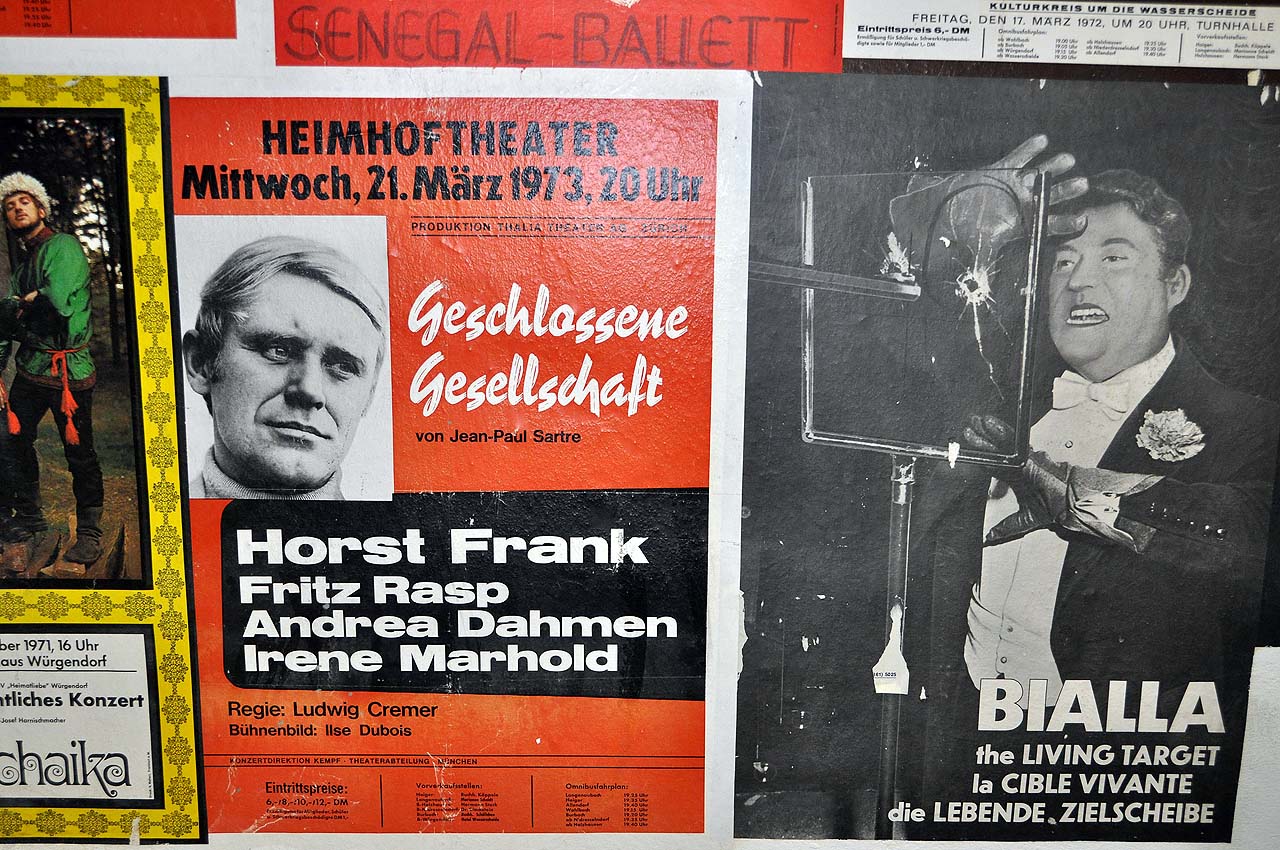 SENEGAL-BALLETT
KULTURKREIS UM DIE WASSERSCHEIDE
FREITAG, DEN 17. MÄRZ 1972, UM 20 UHR, TURNHALLE
Eintrittspreis 6,- DM
Omnibusfahrplan:
Vorverkaufsstellen:
HEIMHOFTHEATER
Mittwoch, 21. März 1973, 20 Uhr
PRODUKTION THALIA THEATER AG · ZÜRICH
Geschlossene
Gesellschaft
von Jean-Paul Sartre
Horst Frank
Fritz Rasp
Andrea Dahmen
Irene Marhold
Regie: Ludwig Cremer
Bühnenbild: Ilse Dubois
KONZERTDIREKTION KEMPF · THEATERABTEILUNG MÜNCHEN
Eintrittspreise:
6,-/8,-/10,-/12,- DM
Vorverkaufsstellen:
Omnibusfahrplan:
ber 1971, 16 Uhr
aus Würgendorf
V „Heimatliebe" Würgendorf
ntliches Konzert
Josef Harnischmacher
chaika
BIALLA
the LIVING TARGET
la CIBLE VIVANTE
die LEBENDE ZIELSCHEIBE